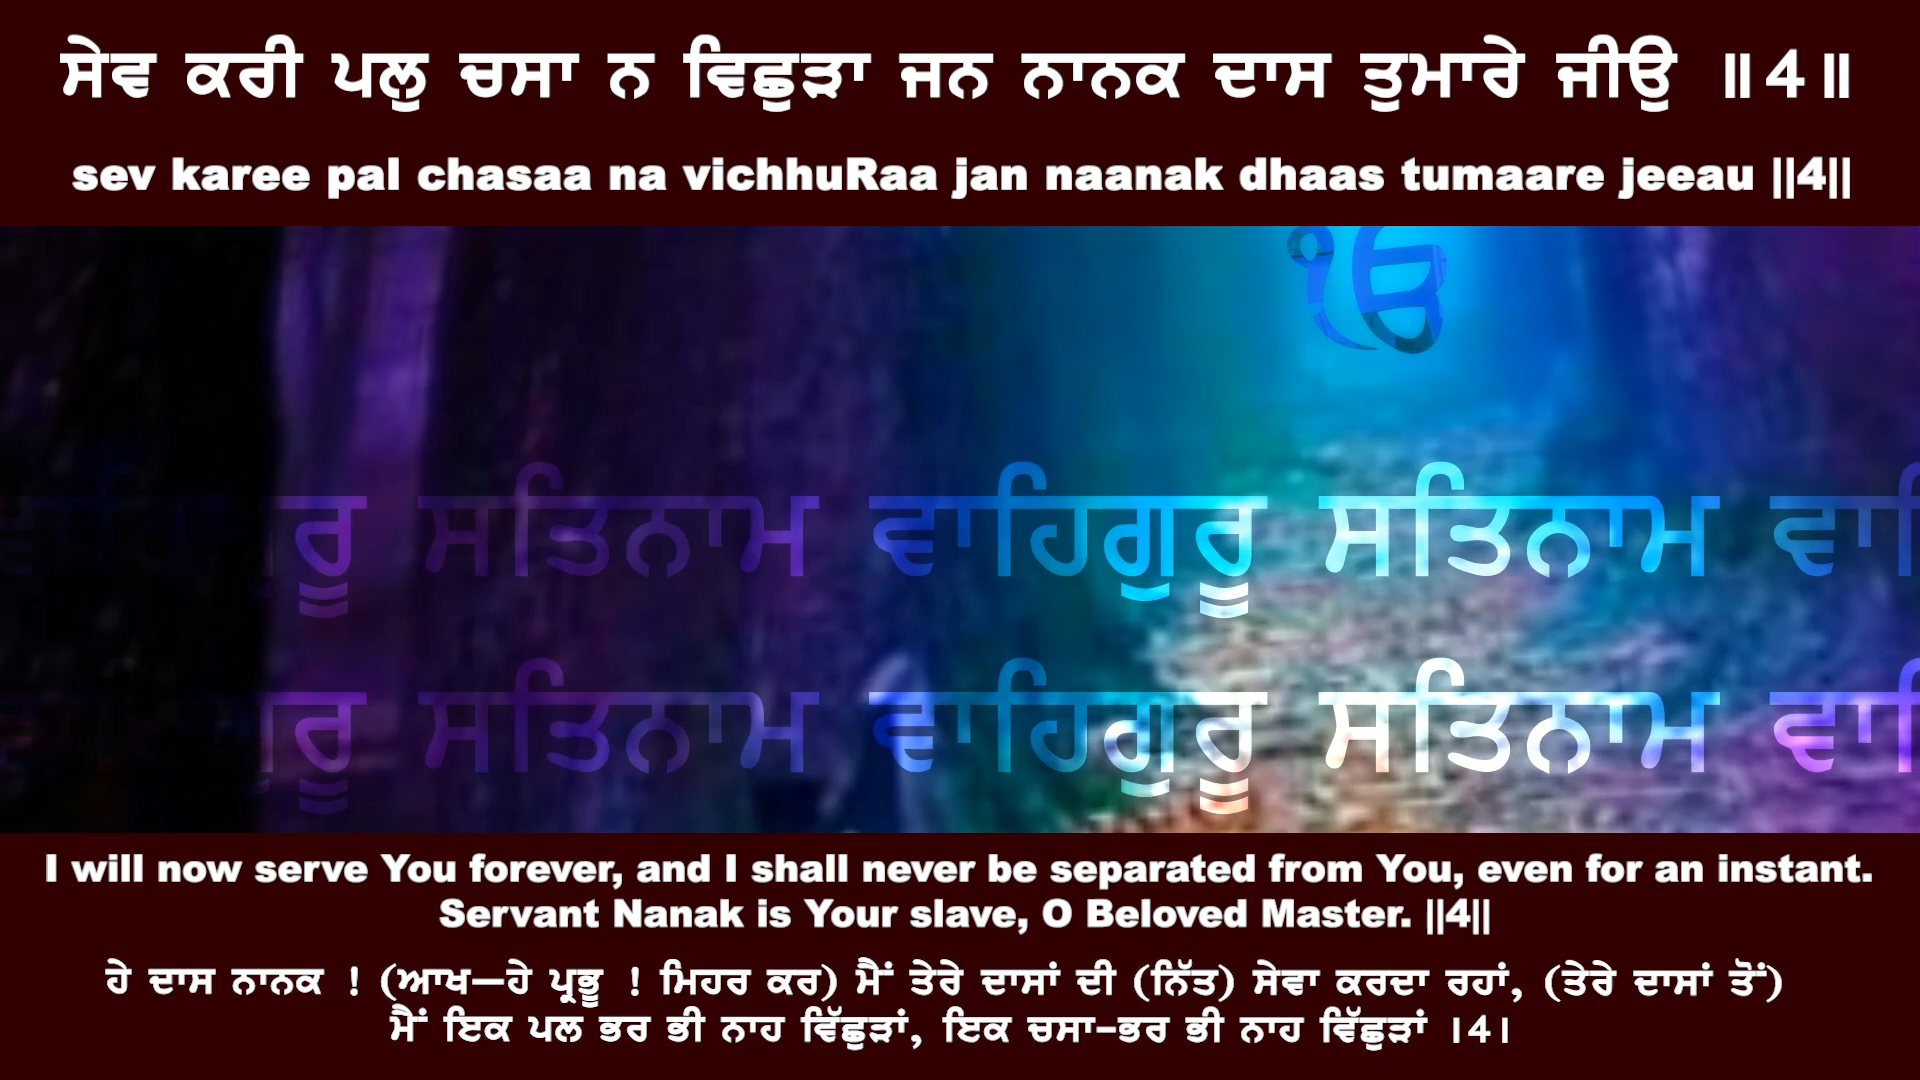 ਸੇਵ ਕਰੀ ਪਲੁ ਚਸਾ ਨ ਵਿਛੁੜਾ ਜਨ ਨਾਨਕ ਦਾਸ ਤੁਮਾਰੇ ਜੀਉ ॥4॥
sev karee pal chasaa na vichhuRaa jan naanak dhaas tumaare jeeau ||4||
ੴ
ਵਾਹਿਗੁਰੂ ਸਤਿਨਾਮ ਵਾਹਿਗੁਰੂ ਸਤਿਨਾਮ ਵਾਹਿ
ਰੂ ਸਤਿਨਾਮ ਵਾਹਿਗੁਰੂ ਸਤਿਨਾਮ ਵਾਹਿ
I will now serve You forever, and I shall never be separated from You, even for an instant.
Servant Nanak is Your slave, O Beloved Master. ||4||
ਹੇ ਦਾਸ ਨਾਨਕ ! (ਆਖ—ਹੇ ਪ੍ਰਭੂ ! ਮਿਹਰ ਕਰ) ਮੈਂ ਤੇਰੇ ਦਾਸਾਂ ਦੀ (ਨਿੱਤ) ਸੇਵਾ ਕਰਦਾ ਰਹਾਂ, (ਤੇਰੇ ਦਾਸਾਂ ਤੋਂ)
ਮੈਂ ਇਕ ਪਲ ਭਰ ਭੀ ਨਾਹ ਵਿੱਛੁੜਾਂ, ਇਕ ਚਸਾ-ਭਰ ਭੀ ਨਾਹ ਵਿੱਛੁੜਾਂ ।4।